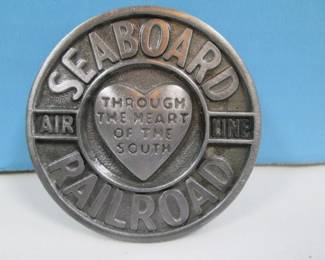 SEABOARD
AIR LINE
THROUGH
THE HEART
OF THE
SOUTH
RAILROAD